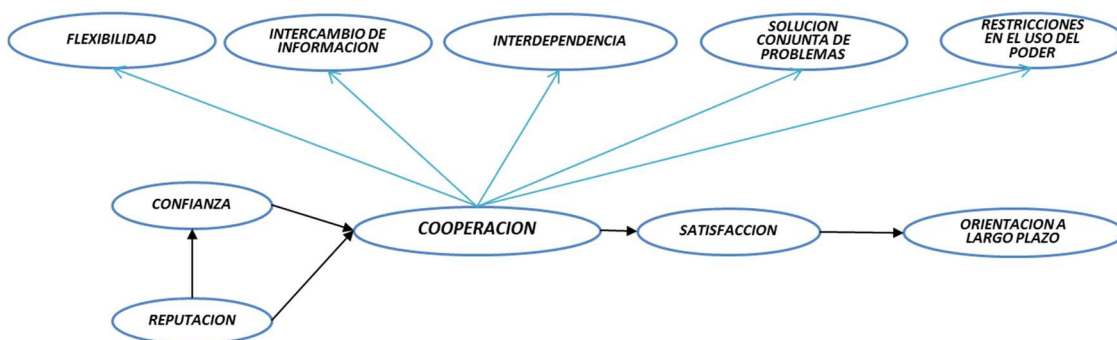 FLEXIBILIDAD
INTERCAMBIO DE
INFORMACION
INTERDEPENDENCIA
SOLUCION
CONJUNTA DE
PROBLEMAS
RESTRICCIONES
EN EL USO DEL
PODER
CONFIANZA
COOPERACION
SATISFACCION
ORIENTACION A
LARGO PLAZO
REPUTACION